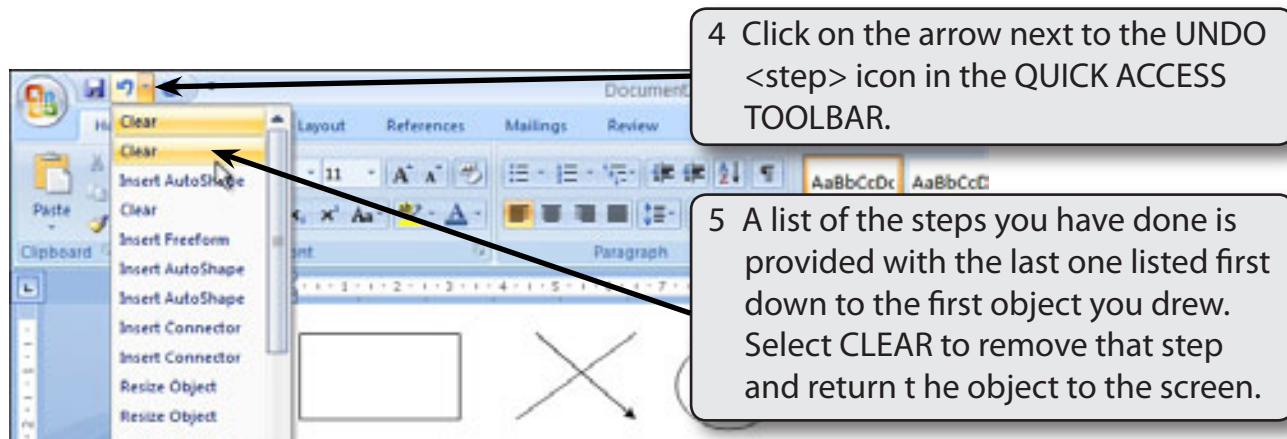 4 Click on the arrow next to the UNDO
<step> icon in the QUICK ACCESS
TOOLBAR.
Document
Clear
Layout References Mailings Review
Clear
11 A A AaBbCcDc AaBbCcD
Insert AutoShape
Paste
Clear
Aa
Clipboard
Insert Freeform
Paragraph
Insert AutoShape
Insert AutoShape
Insert Connector
Insert Connector
Resize Object
Resize Object
5 A list of the steps you have done is
provided with the last one listed first
down to the first object you drew.
Select CLEAR to remove that step
and return t he object to the screen.